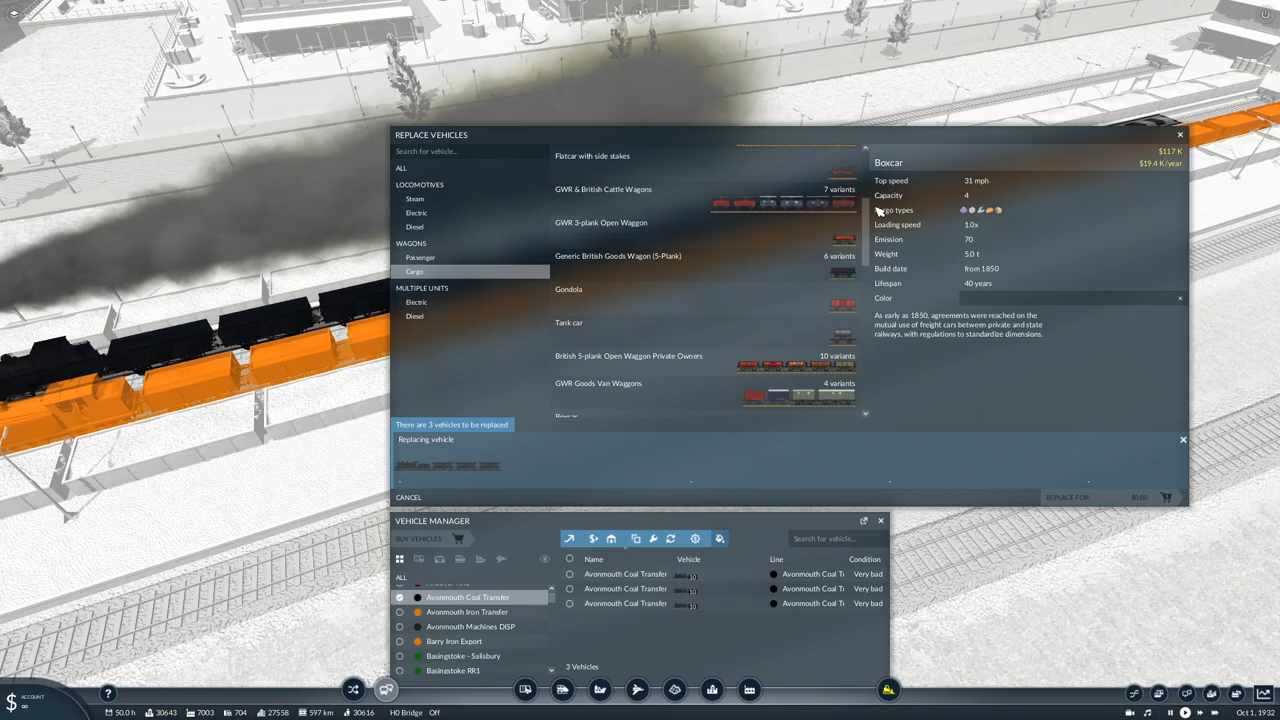 REPLACE VEHICLES
Search for vehicle...
ALL
LOCOMOTIVES
Steam
Electric
Diesel
WAGONS
Passenger
Cargo
MULTIPLE UNITS
Electric
Diesel
Flatcar with side stakes
GWR & British Cattle Wagons 7 variants
GWR 3-plank Open Waggon
Generic British Goods Wagon (5-Plank) 6 variants
Gondola
Tank car
British 5-plank Open Waggon Private Owners 10 variants
GWR Goods Van Waggons 4 variants
Boxcar
$117 K
Boxcar $19.4 K/year
Top speed 31 mph
Capacity 4
types
Loading speed 1.0x
Emission 70
Weight 5.0 t
Build date from 1850
Lifespan 40 years
Color
As early as 1850, agreements were reached on the
mutual use of freight cars between private and state
railways, with regulations to standardize dimensions.
There are 3 vehicles to be replaced
Replacing vehicle
- - - -
CANCEL REPLACE FOR $0.00
VEHICLE MANAGER
BUY VEHICLES
ALL
Avonmouth Coal Transfer
Avonmouth Iron Transfer
Avonmouth Machines DISP
Barry Iron Export
Basingstoke - Salisbury
Basingstoke RR1
Search for vehicle...
Name Vehicle Line Condition
Avonmouth Coal Transfer Avonmouth Coal Tr Very bad
Avonmouth Coal Transfer Avonmouth Coal Tr Very bad
Avonmouth Coal Transfer Avonmouth Coal Tr Very bad
3 Vehicles
$ ACCOUNT ∞
?
50.0 h 30643 7003 704 27558 597 km 30616 H0 Bridge Off
Oct 1, 1932